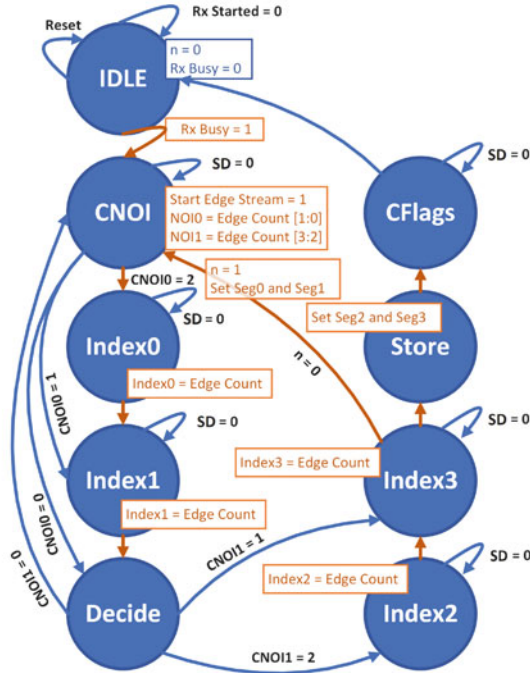 Rx Started = 0
Reset
n = 0
Rx Busy = 0
IDLE
Rx Busy = 1
SD = 0
SD = 0
CNOI
Start Edge Stream = 1
NOI0 = Edge Count [1:0]
NOI1 = Edge Count [3:2]
CFlags
n = 1
Set Seg0 and Seg1
CNOI0 = 2
SD = 0
Index0
Set Seg2 and Seg3
Store
n = 0
CNOI0 = 1
Index0 = Edge Count
SD = 0
SD = 0
Index1
Index3 = Edge Count
Index3
Index1 = Edge Count
CNOI0 = 0
CNOI1 = 0
CNOI1 = 1
SD = 0
Index2 = Edge Count
Decide
Index2
CNOI1 = 2